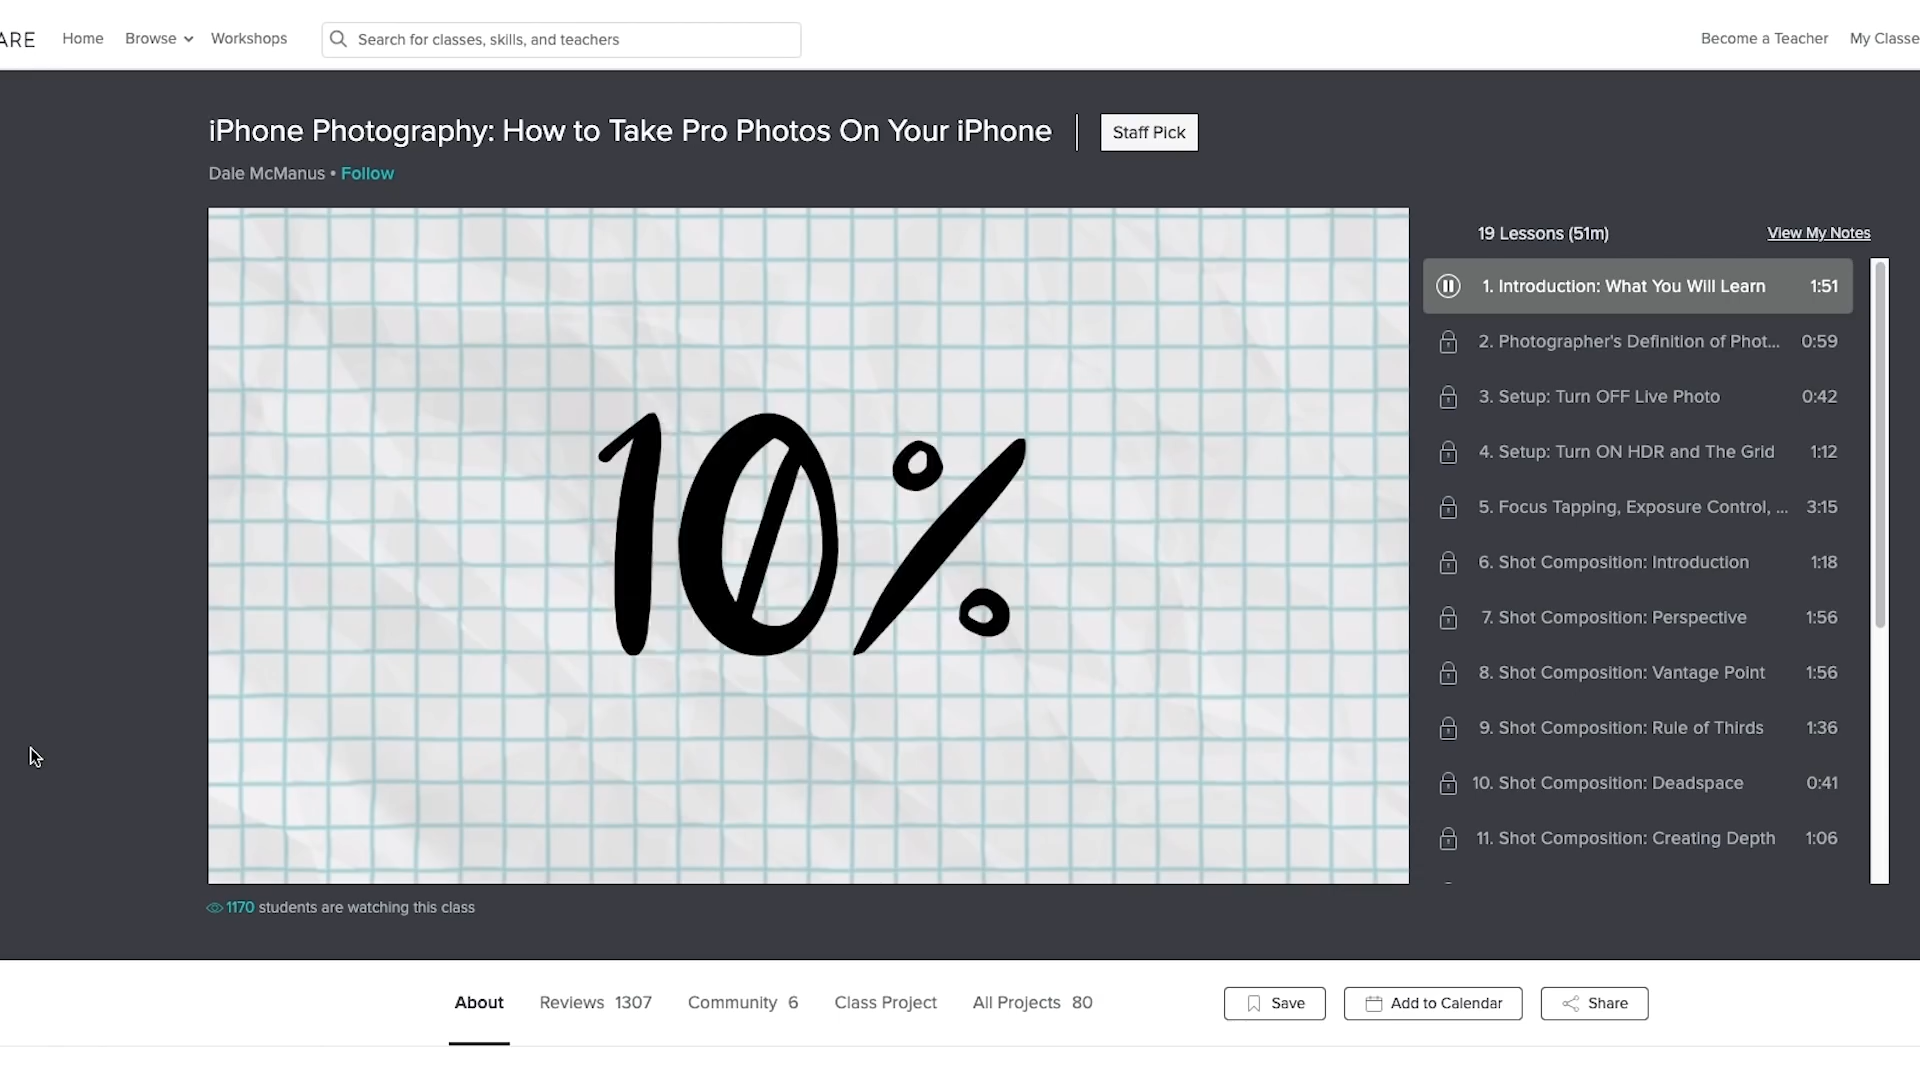 ARE Home Browse Workshops Search for classes, skills, and teachers Become a Teacher My Classe
iPhone Photography: How to Take Pro Photos On Your iPhone Staff Pick
Dale McManus • Follow
10%
19 Lessons (51m) View My Notes
1. Introduction: What You Will Learn 1:51
2. Photographer's Definition of Phot... 0:59
3. Setup: Turn OFF Live Photo 0:42
4. Setup: Turn ON HDR and The Grid 1:12
5. Focus Tapping, Exposure Control, ... 3:15
6. Shot Composition: Introduction 1:18
7. Shot Composition: Perspective 1:56
8. Shot Composition: Vantage Point 1:56
9. Shot Composition: Rule of Thirds 1:36
10. Shot Composition: Deadspace 0:41
11. Shot Composition: Creating Depth 1:06
1170 students are watching this class
About Reviews 1307 Community 6 Class Project All Projects 80 Save Add to Calendar Share